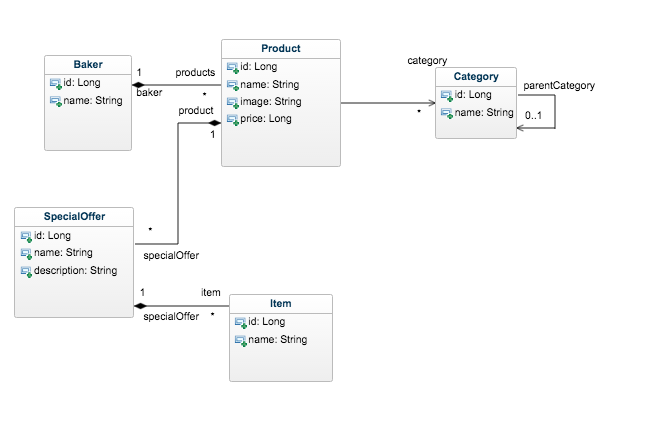 Product
id: Long
name: String
image: String
price: Long
Baker
id: Long
name: String
1
baker
products
*
product
1
category
*
Category
id: Long
name: String
parentCategory
0..1
SpecialOffer
id: Long
name: String
description: String
*
specialOffer
1
specialOffer
item
*
Item
id: Long
name: String